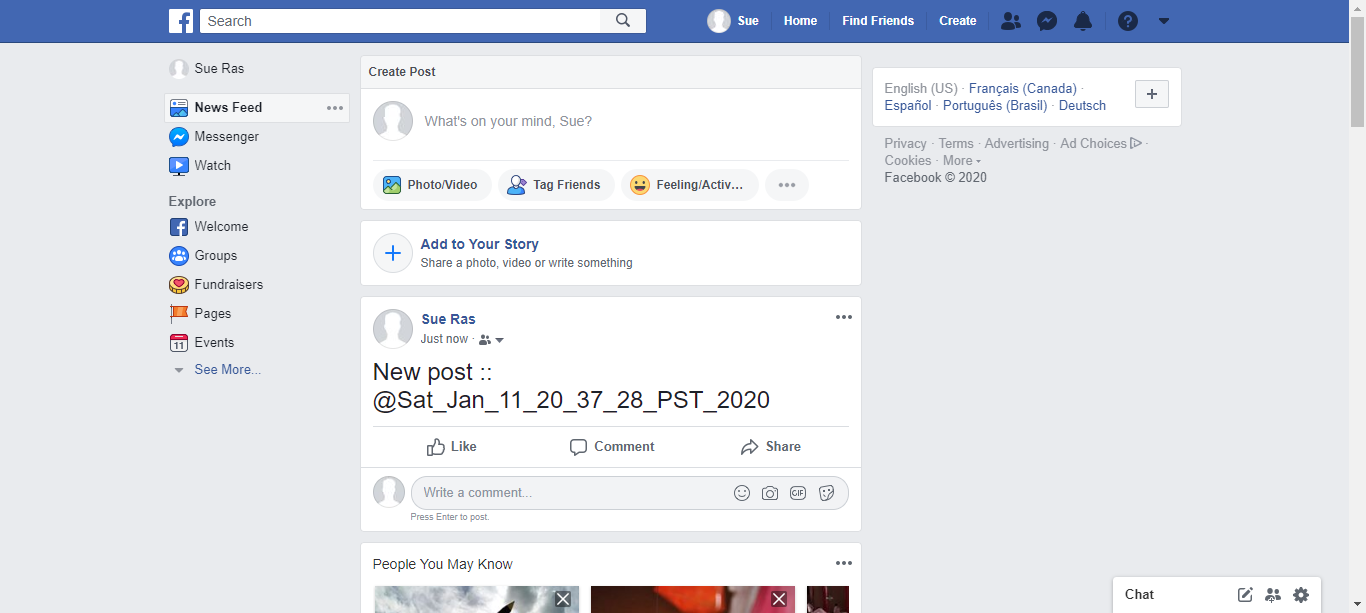 Search
Sue
Home
Find Friends
Create
Sue Ras
News Feed
Messenger
Watch
Explore
Welcome
Groups
Fundraisers
Pages
11
Events
See More...
Create Post
What's on your mind, Sue?
Photo/Video
Tag Friends
Feeling/Activ...
Add to Your Story
Share a photo, video or write something
Sue Ras
Just now ·
New post ::
@Sat_Jan_11_20_37_28_PST_2020
Like
Comment
Share
Write a comment...
GIF
Press Enter to post.
People You May Know
English (US) · Français (Canada) ·
Español · Português (Brasil) · Deutsch
Privacy · Terms · Advertising · Ad Choices ·
Cookies · More
Facebook © 2020
Chat